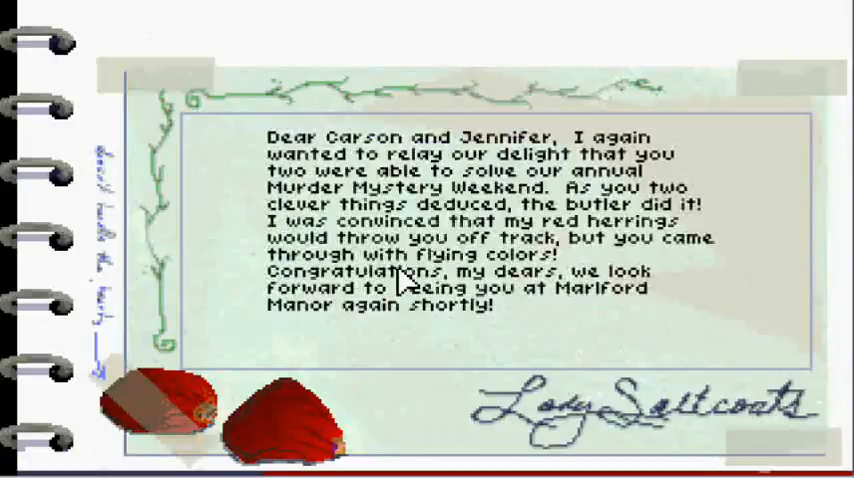 Dear Carson and Jennifer, I again
wanted to relay our delight that you
two were able to solve our annual
Murder Mystery Weekend. As you two
clever things deduced, the butler did it!
I was convinced that my red herrings
would throw you off track, but you came
through with flying colors!
Congratulations, my dears, we look
forward to seeing you at Marlford
Manor again shortly!
Lady Saltcoats